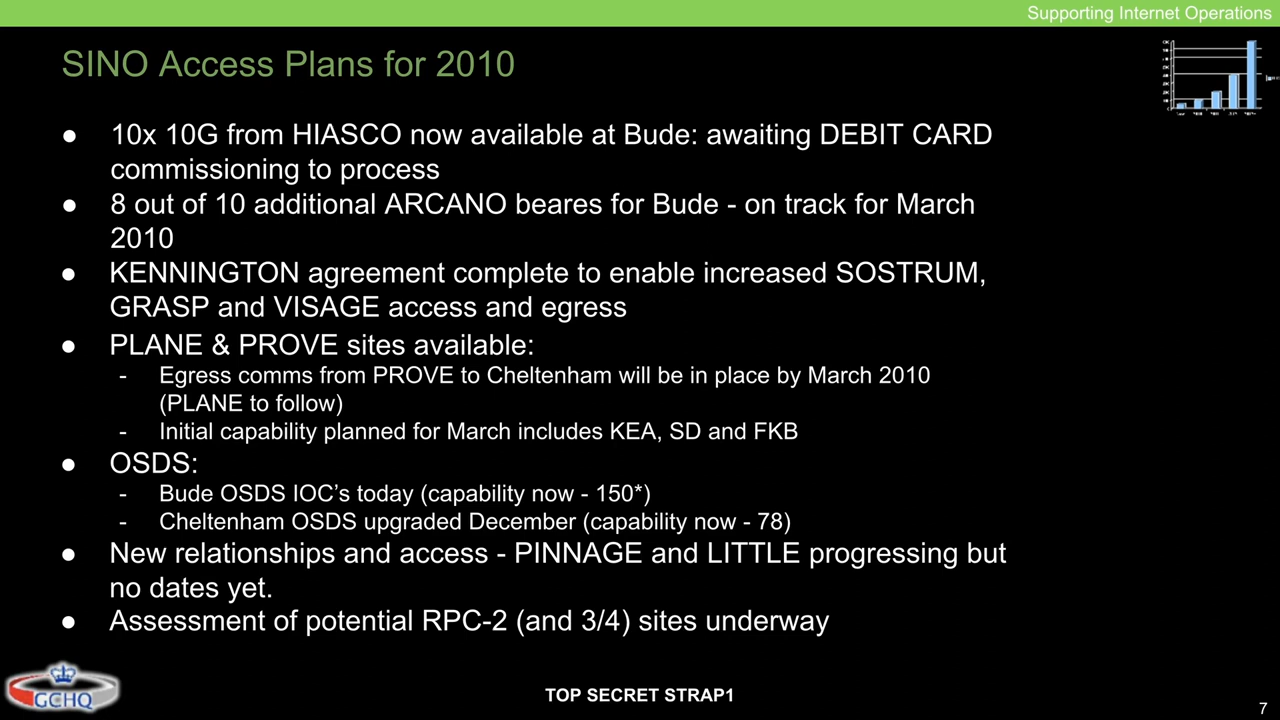 Supporting Internet Operations
SINO Access Plans for 2010
● 10x 10G from HIASCO now available at Bude: awaiting DEBIT CARD
commissioning to process
● 8 out of 10 additional ARCANO beares for Bude - on track for March
2010
● KENNINGTON agreement complete to enable increased SOSTRUM,
GRASP and VISAGE access and egress
● PLANE & PROVE sites available:
- Egress comms from PROVE to Cheltenham will be in place by March 2010
(PLANE to follow)
- Initial capability planned for March includes KEA, SD and FKB
● OSDS:
- Bude OSDS IOC’s today (capability now - 150*)
- Cheltenham OSDS upgraded December (capability now - 78)
● New relationships and access - PINNAGE and LITTLE progressing but
no dates yet.
● Assessment of potential RPC-2 (and 3/4) sites underway
GCHQ
TOP SECRET STRAP1
7